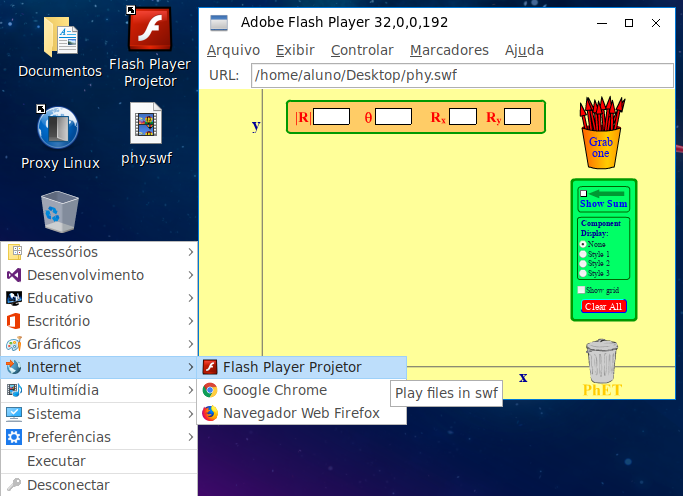 Documentos
Flash Player
Projetor
Proxy Linux
phy.swf
Adobe Flash Player 32,0,0,192
Arquivo Exibir Controlar Marcadores Ajuda
URL: /home/aluno/Desktop/phy.swf
y
|R| θ Rx Ry
Grab
one
Show Sum
Component
Display:
None
Style 1
Style 2
Style 3
Show grid
Clear All
x
PhET
Acessórios
Desenvolvimento
Educativo
Escritório
Gráficos
Internet
Multimídia
Sistema
Preferências
Executar
Desconectar
Flash Player Projetor
Google Chrome
Navegador Web Firefox
Play files in swf